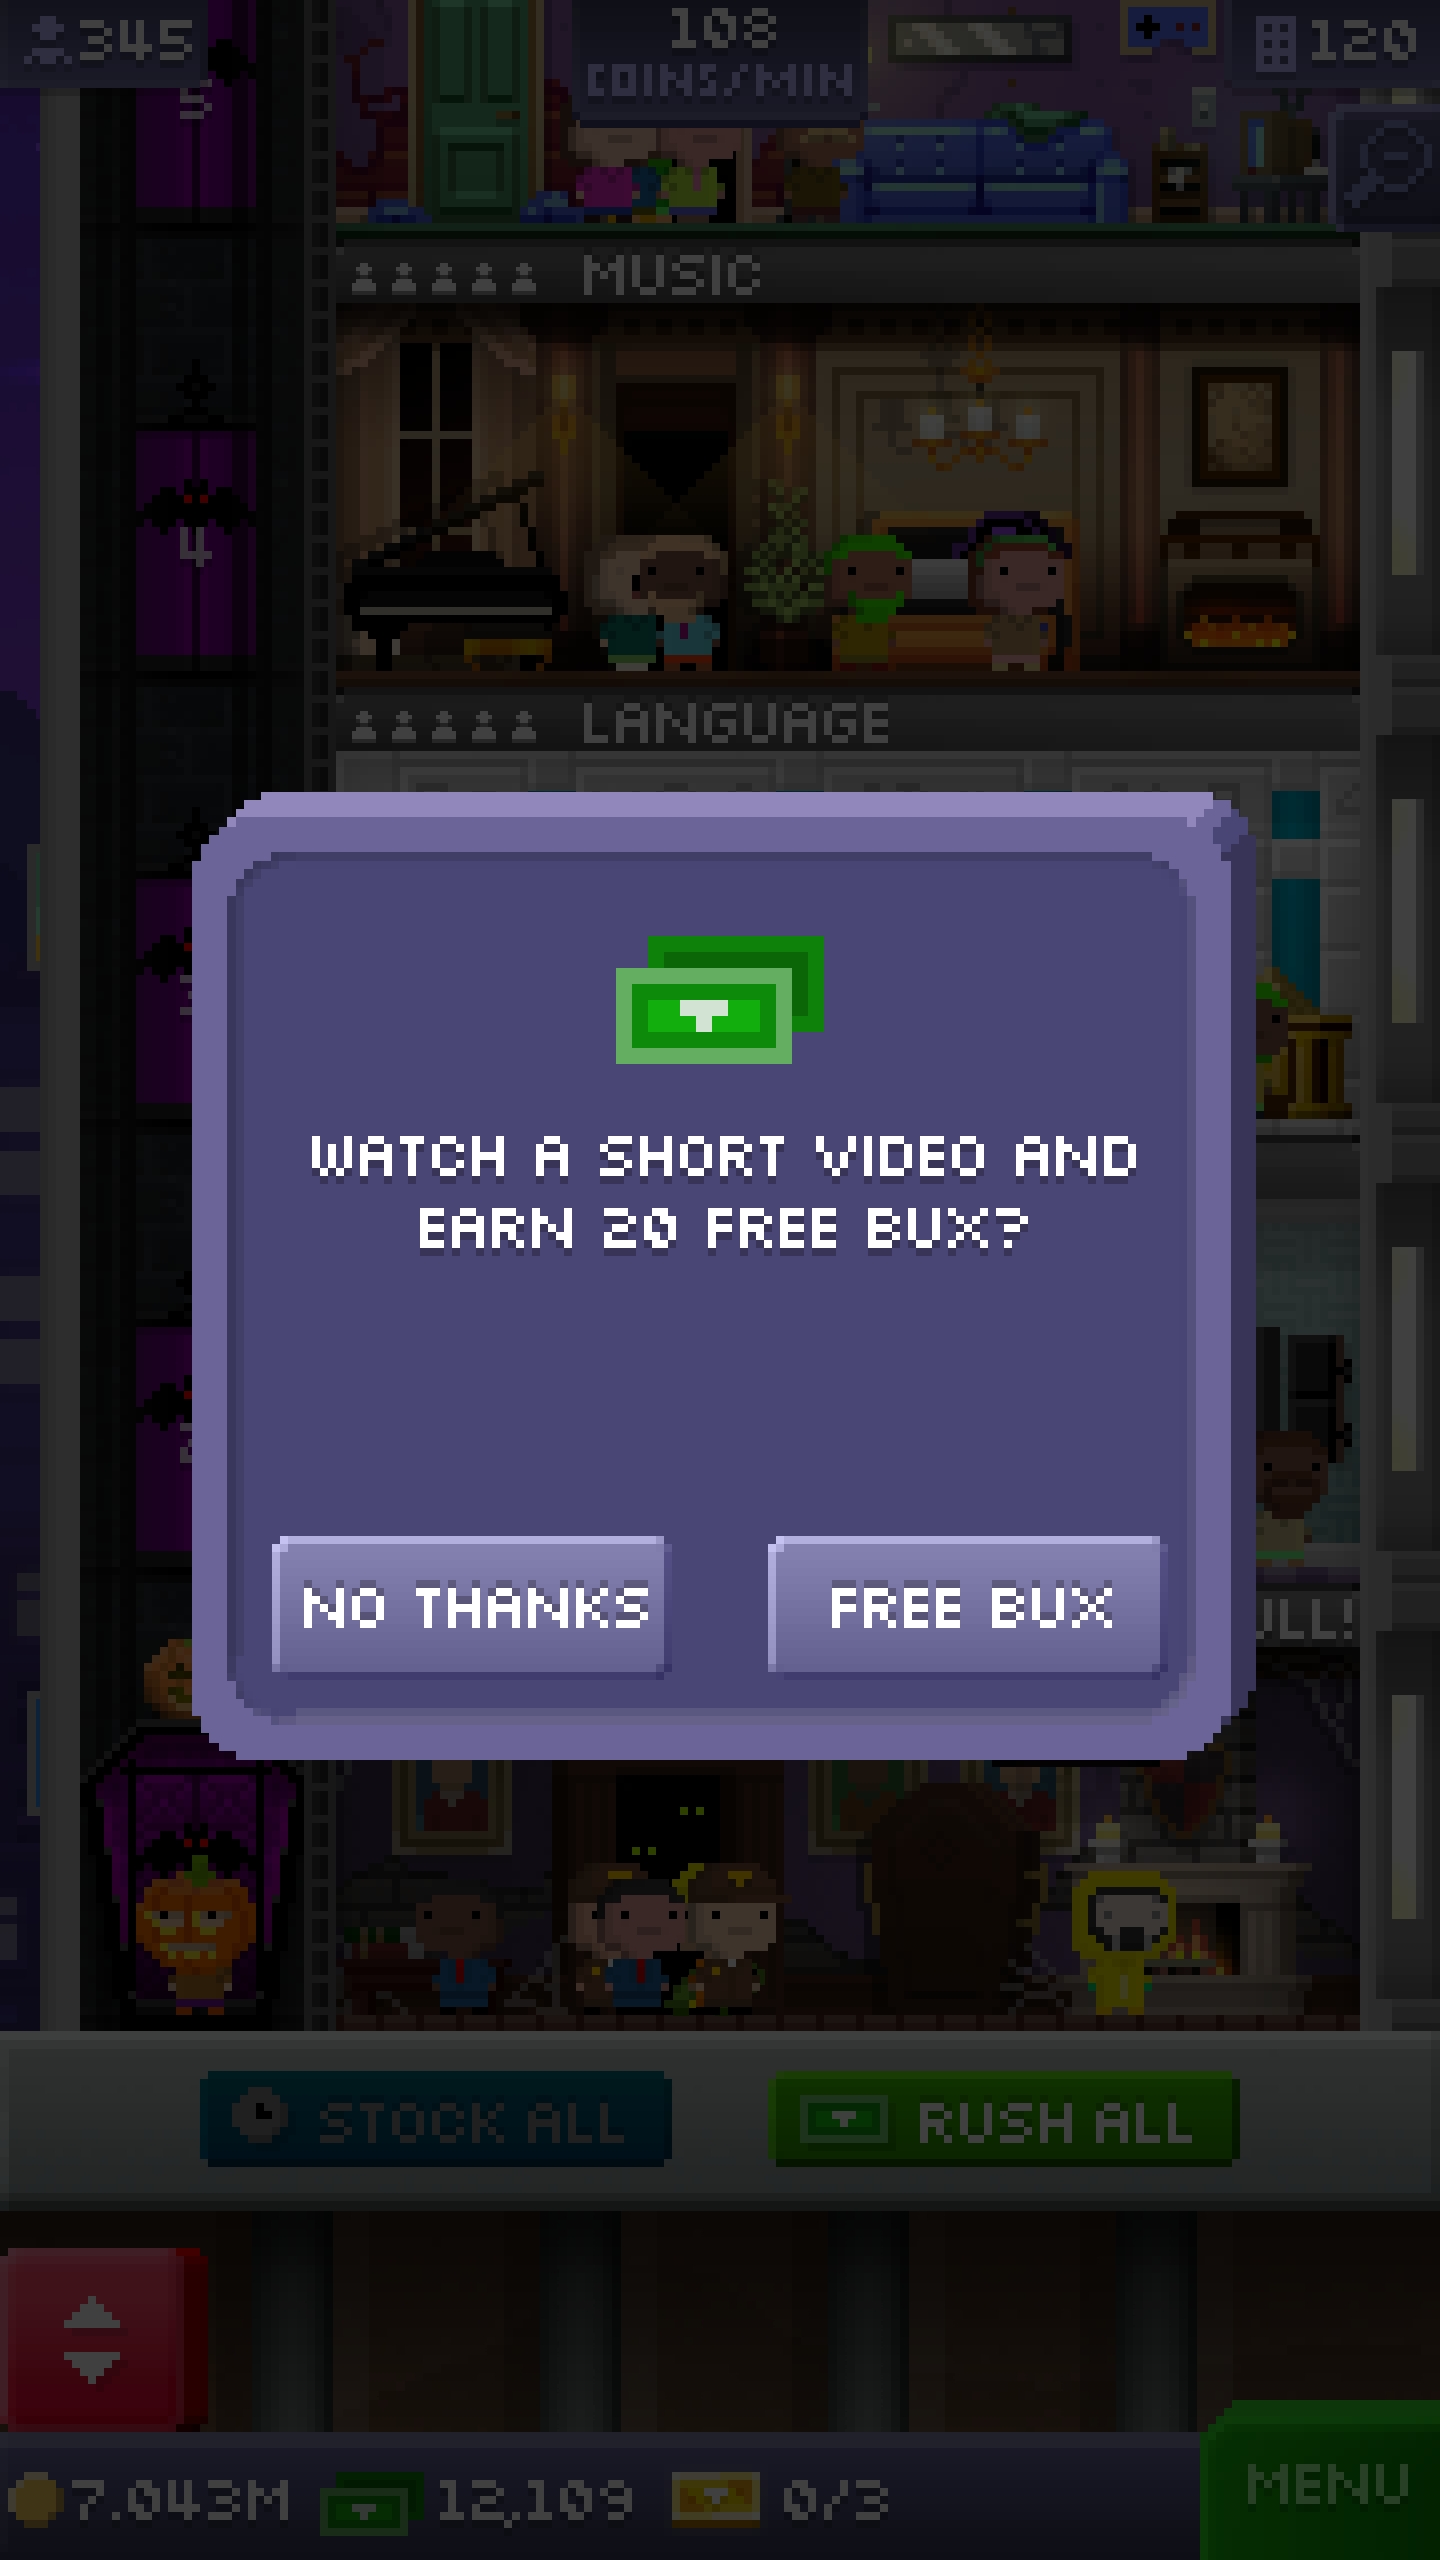 345
108
COINS/MIN
120
5
MUSIC
4
LANGUAGE
WATCH A SHORT VIDEO AND
EARN 20 FREE BUX?
NO THANKS
FREE BUX
STOCK ALL
RUSH ALL
7.043M
12,109
0/3
MENU